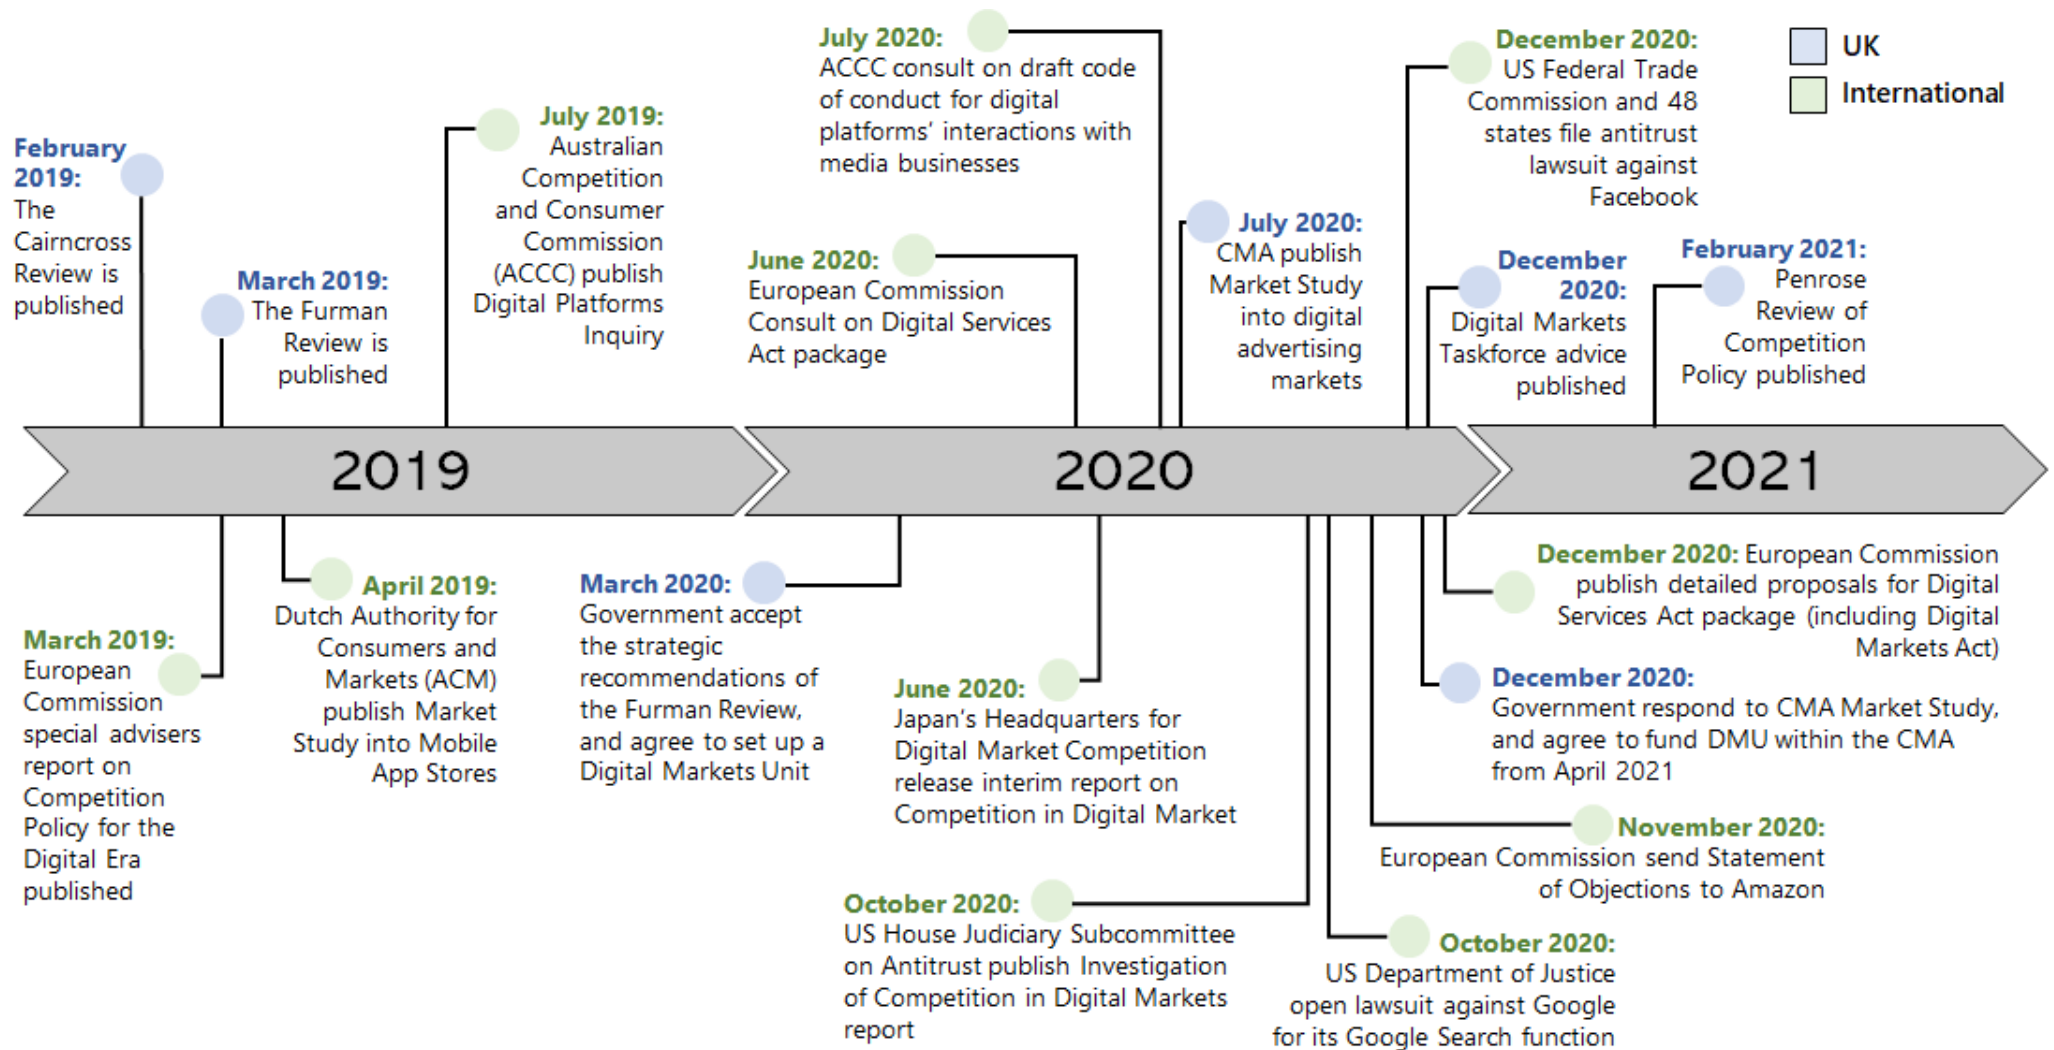 February
2019:
The
Cairncross
Review is
published
March 2019:
The Furman
Review is
published
July 2019:
Australian
Competition
and Consumer
Commission
(ACCC) publish
Digital Platforms
Inquiry
July 2020:
ACCC consult on draft code
of conduct for digital
platforms' interactions with
media businesses
June 2020:
European Commission
Consult on Digital Services
Act package
July 2020:
CMA publish
Market Study
into digital
advertising
markets
December 2020:
US Federal Trade
Commission and 48
states file antitrust
lawsuit against
Facebook
December
2020:
Digital Markets
Taskforce advice
published
February 2021:
Penrose
Review of
Competition
Policy published
UK
International
2019
2020
2021
March 2019:
European
Commission
special advisers
report on
Competition
Policy for the
Digital Era
published
April 2019:
Dutch Authority for
Consumers and
Markets (ACM)
publish Market
Study into Mobile
App Stores
March 2020:
Government accept
the strategic
recommendations of
the Furman Review,
and agree to set up a
Digital Markets Unit
June 2020:
Japan's Headquarters for
Digital Market Competition
release interim report on
Competition in Digital Market
October 2020:
US House Judiciary Subcommittee
on Antitrust publish Investigation
of Competition in Digital Markets
report
December 2020: European Commission
publish detailed proposals for Digital
Services Act package (including Digital
Markets Act)
December 2020:
Government respond to CMA Market Study,
and agree to fund DMU within the CMA
from April 2021
November 2020:
European Commission send Statement
of Objections to Amazon
October 2020:
US Department of Justice
open lawsuit against Google
for its Google Search function